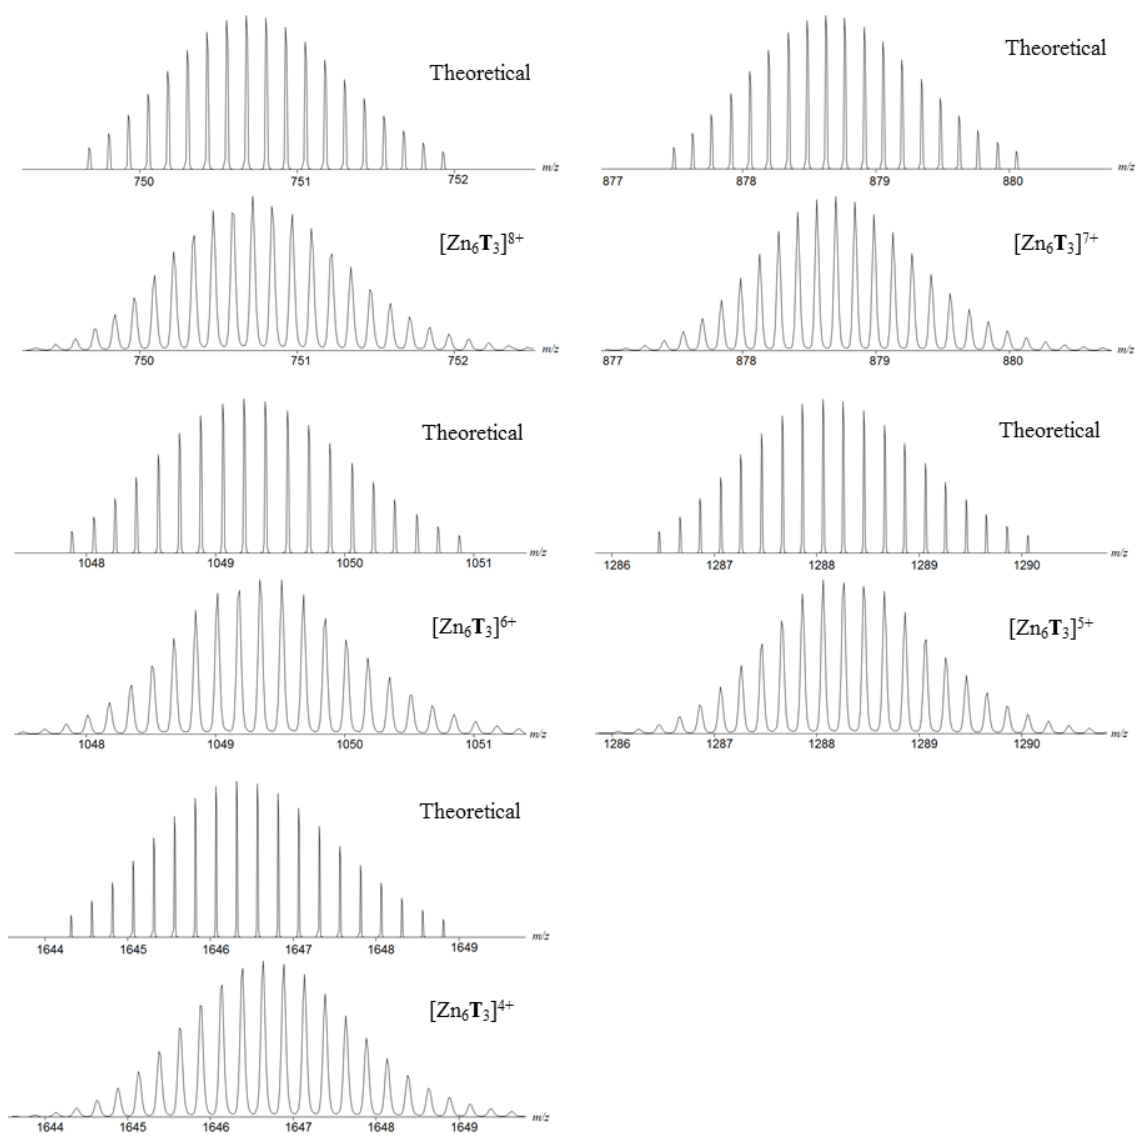 Theoretical
m/z
750 751 752
[Zn6T3]8+
m/z
750 751 752
Theoretical
m/z
877 878 879 880
[Zn6T3]7+
m/z
877 878 879 880
Theoretical
m/z
1048 1049 1050 1051
[Zn6T3]6+
m/z
1048 1049 1050 1051
Theoretical
m/z
1286 1287 1288 1289 1290
[Zn6T3]5+
m/z
1286 1287 1288 1289 1290
Theoretical
m/z
1644 1645 1646 1647 1648 1649
[Zn6T3]4+
m/z
1644 1645 1646 1647 1648 1649